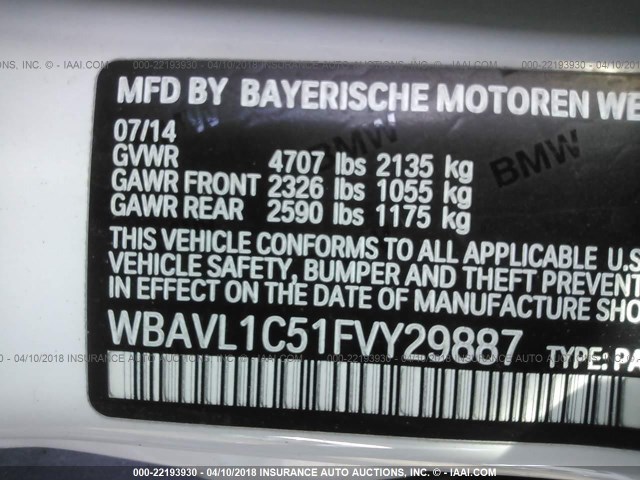 000-22193930 - 04/10/2018 INSURANCE AUTO AUCTIONS, INC. - © - IAAI.COM
MFD BY BAYERISCHE MOTOREN WE
07/14
GVWR 4707 lbs 2135 kg
GAWR FRONT 2326 lbs 1055 kg
GAWR REAR 2590 lbs 1175 kg
BMW
BMW
THIS VEHICLE CONFORMS TO ALL APPLICABLE U.S
VEHICLE SAFETY, BUMPER AND THEFT PREVENT
IN EFFECT ON THE DATE OF MANUFACTURE SHO
WBAVL1C51FVY29887 TYPE: PA
000-22193930 - 04/10/2018 INSURANCE AUTO AUCTIONS, INC. - © - IAAI.COM